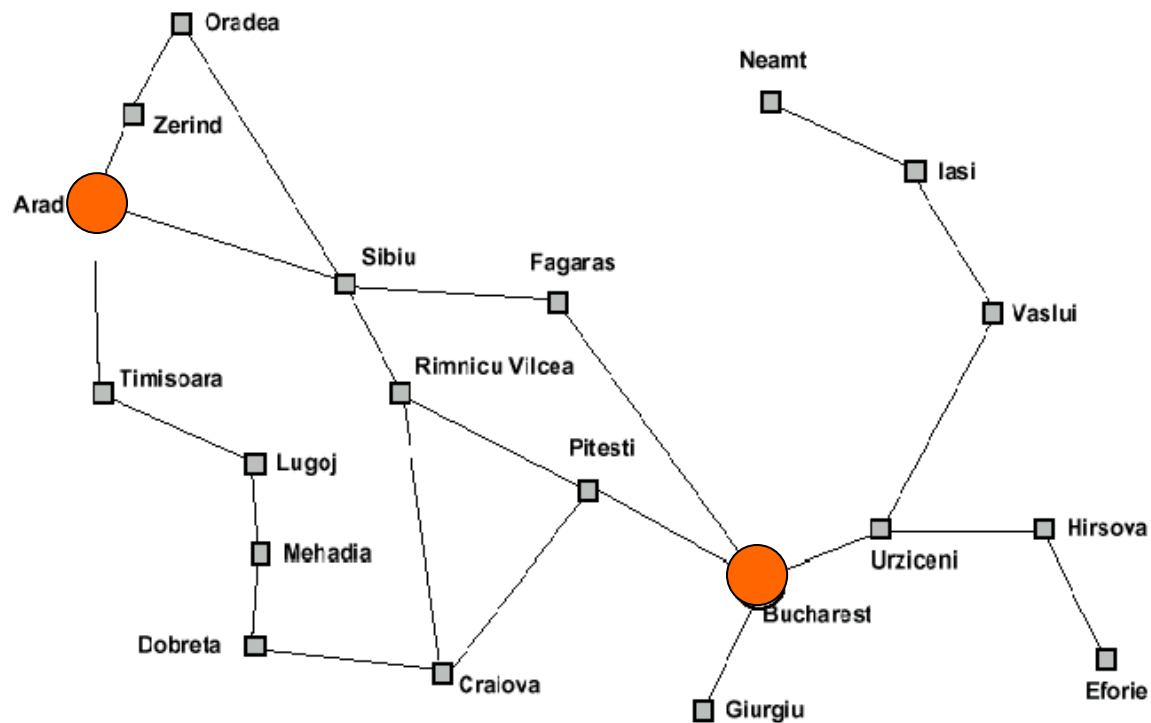 Oradea
Neamt
Zerind
Iasi
Arad
Sibiu
Fagaras
Vaslui
Rimnicu Vilcea
Timisoara
Pitesti
Lugoj
Hirsova
Mehadia
Urziceni
Bucharest
Dobreta
Craiova
Eforie
Giurgiu